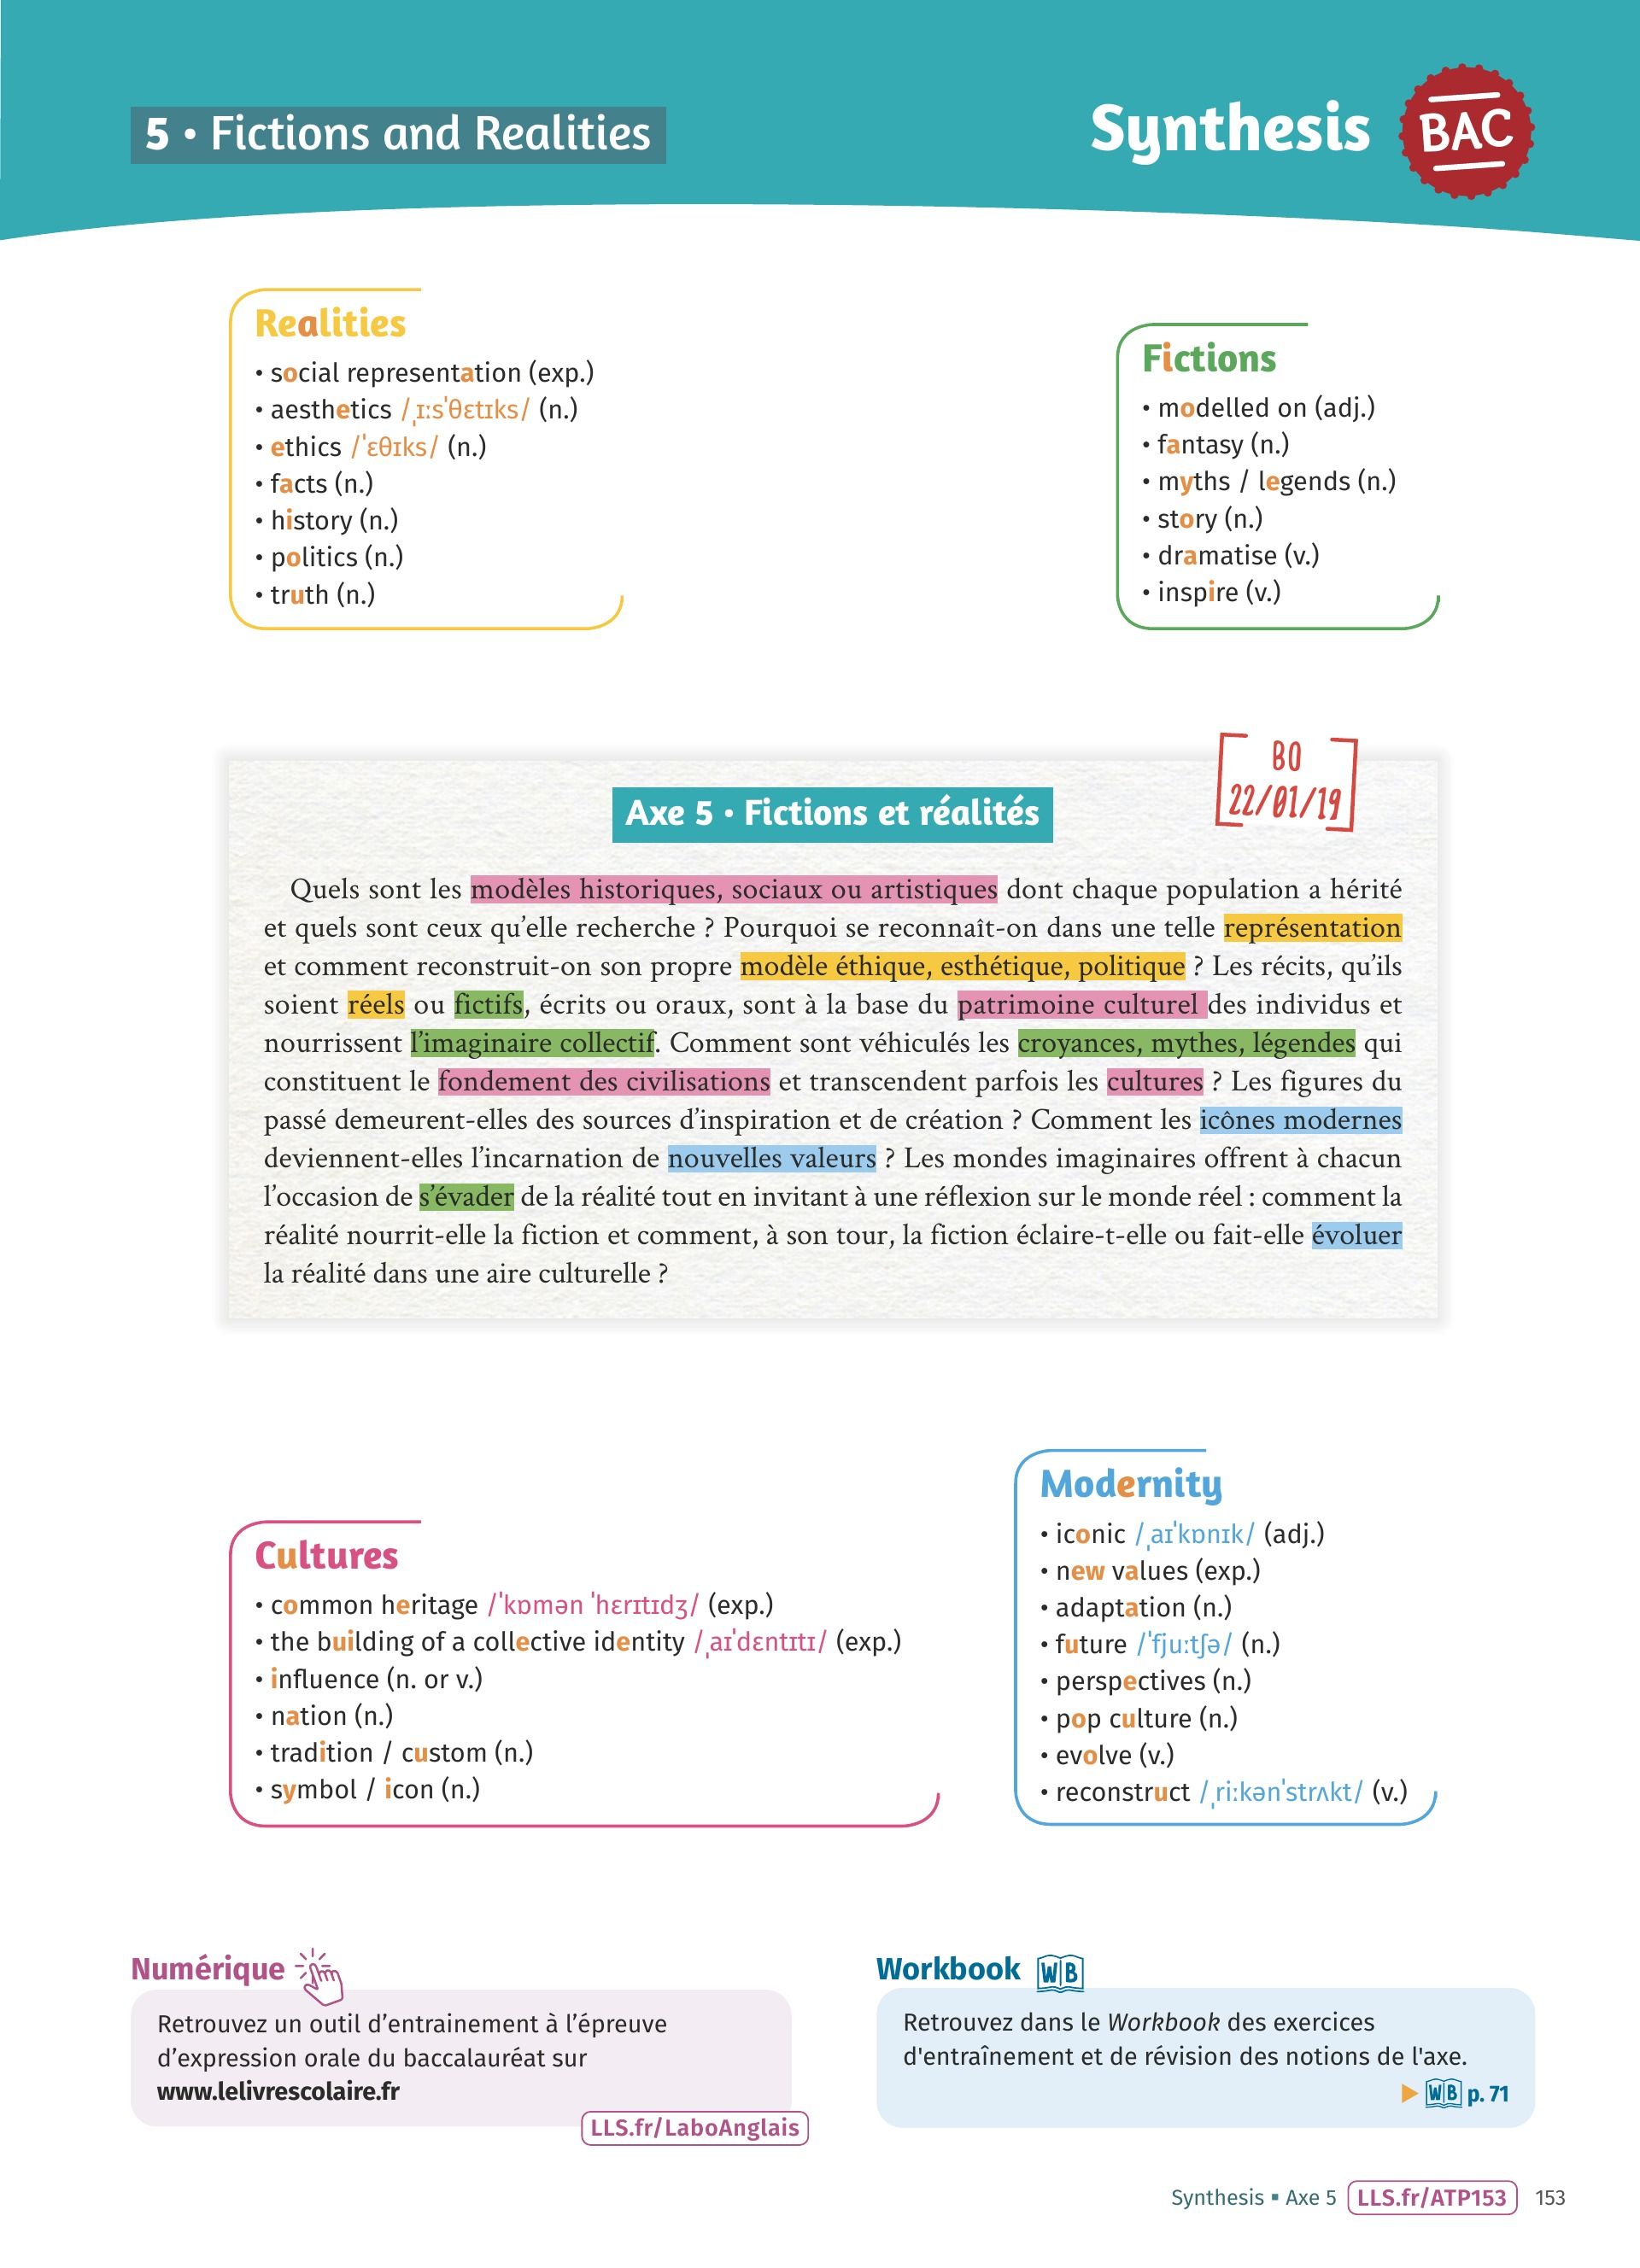 5 • Fictions and Realities
Synthesis
BAC
Realities
• social representation (exp.)
• aesthetics /ˌɪːsˈθɛtɪks/ (n.)
• ethics /ˈɛθɪks/ (n.)
• facts (n.)
• history (n.)
• politics (n.)
• truth (n.)
Fictions
• modelled on (adj.)
• fantasy (n.)
• myths / legends (n.)
• story (n.)
• dramatise (v.)
• inspire (v.)
BO
22/01/19
Axe 5 • Fictions et réalités
Quels sont les modèles historiques, sociaux ou artistiques dont chaque population a hérité
et quels sont ceux qu’elle recherche ? Pourquoi se reconnaît-on dans une telle représentation
et comment reconstruit-on son propre modèle éthique, esthétique, politique ? Les récits, qu’ils
soient réels ou fictifs, écrits ou oraux, sont à la base du patrimoine culturel des individus et
nourrissent l’imaginaire collectif. Comment sont véhiculés les croyances, mythes, légendes qui
constituent le fondement des civilisations et transcendent parfois les cultures ? Les figures du
passé demeurent-elles des sources d’inspiration et de création ? Comment les icônes modernes
deviennent-elles l’incarnation de nouvelles valeurs ? Les mondes imaginaires offrent à chacun
l’occasion de s’évader de la réalité tout en invitant à une réflexion sur le monde réel : comment la
réalité nourrit-elle la fiction et comment, à son tour, la fiction éclaire-t-elle ou fait-elle évoluer
la réalité dans une aire culturelle ?
Cultures
• common heritage /ˈkɒmən ˈhɛrɪtɪdʒ/ (exp.)
• the building of a collective identity /ˌaɪˈdɛntɪtɪ/ (exp.)
• influence (n. or v.)
• nation (n.)
• tradition / custom (n.)
• symbol / icon (n.)
Modernity
• iconic /ˌaɪˈkɒnɪk/ (adj.)
• new values (exp.)
• adaptation (n.)
• future /ˈfjuːtʃə/ (n.)
• perspectives (n.)
• pop culture (n.)
• evolve (v.)
• reconstruct /ˌriːkənˈstrʌkt/ (v.)
Numérique
Retrouvez un outil d’entrainement à l’épreuve
d’expression orale du baccalauréat sur
www.lelivrescolaire.fr
LLS.fr/LaboAnglais
Workbook WB
Retrouvez dans le Workbook des exercices
d'entraînement et de révision des notions de l'axe.
▶ WB p. 71
Synthesis ▪ Axe 5 LLS.fr/ATP153 153